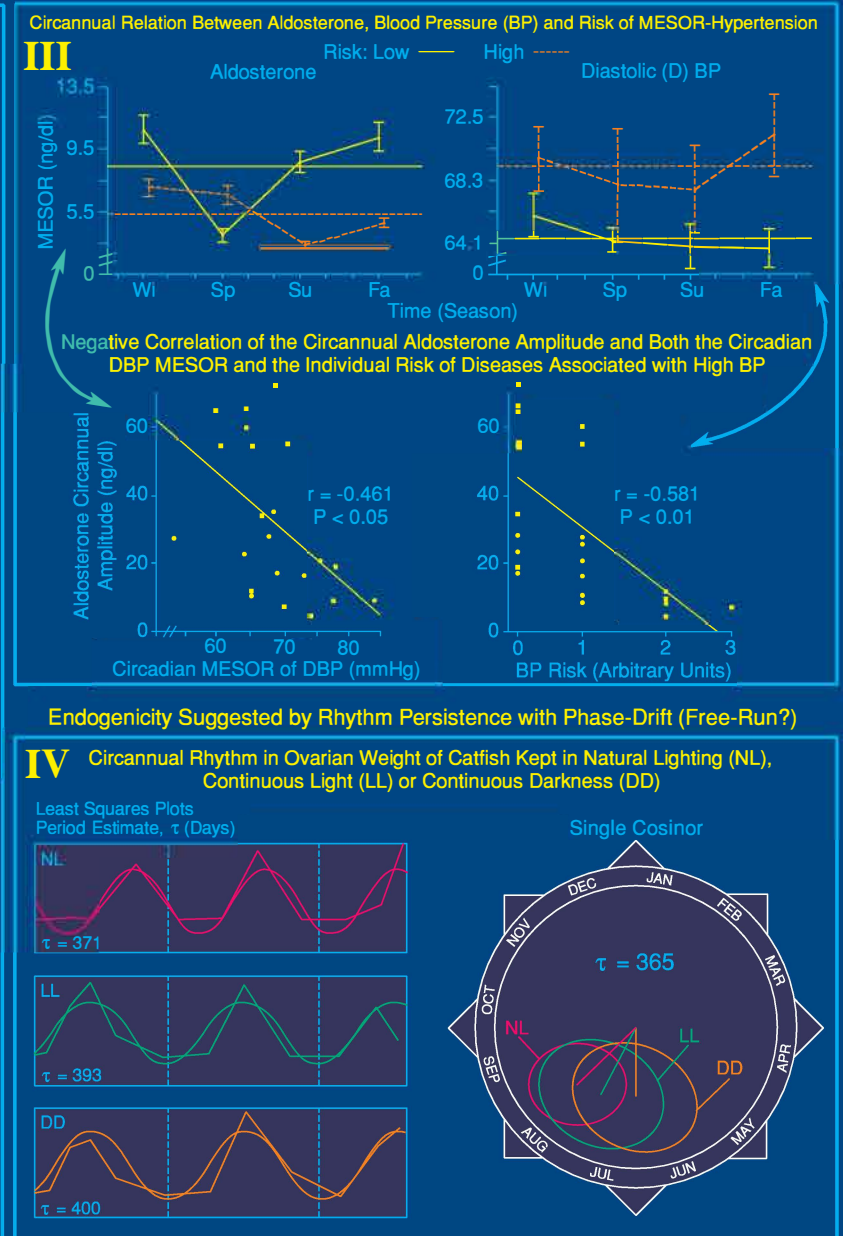 Circannual Relation Between Aldosterone, Blood Pressure (BP) and Risk of MESOR-Hypertension
III
Risk: Low
High
Aldosterone
Diastolic (D) BP
MESOR (ng/dl)
13.5
9.5
5.5
0
Wi
Sp
Su
Fa
72.5
68.3
64.1
0
Wi
Sp
Su
Fa
Time (Season)
Negative Correlation of the Circannual Aldosterone Amplitude and Both the Circadian
DBP MESOR and the Individual Risk of Diseases Associated with High BP
Aldosterone Circannual
Amplitude (ng/dl)
60
40
20
0
r = -0.461
P < 0.05
60
70
80
Circadian MESOR of DBP (mmHg)
60
40
20
0
r = -0.581
P < 0.01
0
1
2
3
BP Risk (Arbitrary Units)
Endogenicity Suggested by Rhythm Persistence with Phase-Drift (Free-Run?)
IV
Circannual Rhythm in Ovarian Weight of Catfish Kept in Natural Lighting (NL),
Continuous Light (LL) or Continuous Darkness (DD)
Least Squares Plots
Period Estimate, τ (Days)
NL
τ = 371
LL
τ = 393
DD
τ = 400
Single Cosinor
JAN
FEB
MAR
APR
MAY
JUN
JUL
AUG
SEP
OCT
NOV
DEC
τ = 365
NL
LL
DD